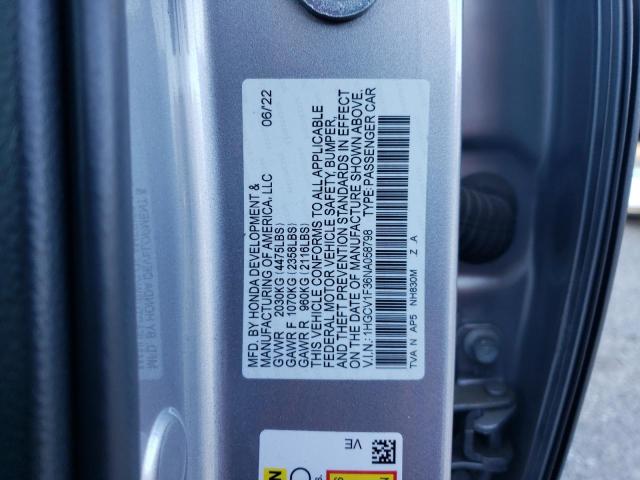 MFD. BY HONDA DEVELOPMENT &
MANUFACTURING OF AMERICA, LLC 06/22
GVWR 2030KG (4475LBS)
GAWR F 1070KG (2358LBS)
GAWR R 960KG (2116LBS)
THIS VEHICLE CONFORMS TO ALL APPLICABLE
FEDERAL MOTOR VEHICLE SAFETY, BUMPER,
AND THEFT PREVENTION STANDARDS IN EFFECT
ON THE DATE OF MANUFACTURE SHOWN ABOVE.
V.I.N.: 1HGCV1F36NA058798 TYPE: PASSENGER CAR
TVA N AP5 NH830M Z A
VE